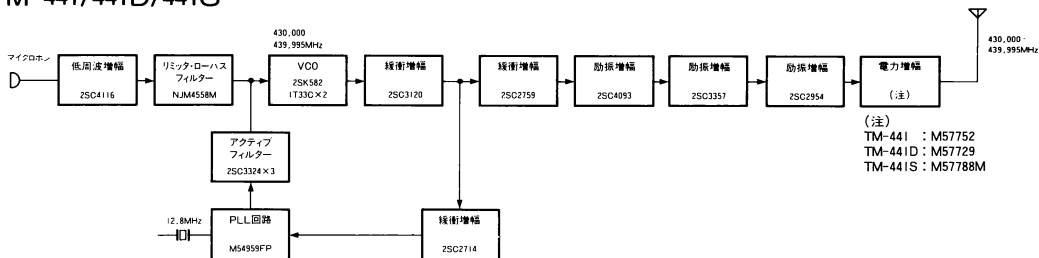 M-441/441D/441S
マイクロホン
低周波増幅
2SC4116
リミッタ・ローパス
フィルター
NJM4558M
430,000
439,995MHz
VCO
2SK582
1T33C×2
緩衝増幅
2SC3120
緩衝増幅
2SC2759
励振増幅
2SC4093
励振増幅
2SC3357
励振増幅
2SC2954
電力増幅
(注)
430,000-
439,995MHz
(注)
TM-441 : M57752
TM-441D : M57729
TM-441S : M57788M
アクティブ
フィルター
2SC3324×3
12.8MHz
PLL回路
M54959FP
緩衝増幅
2SC2714